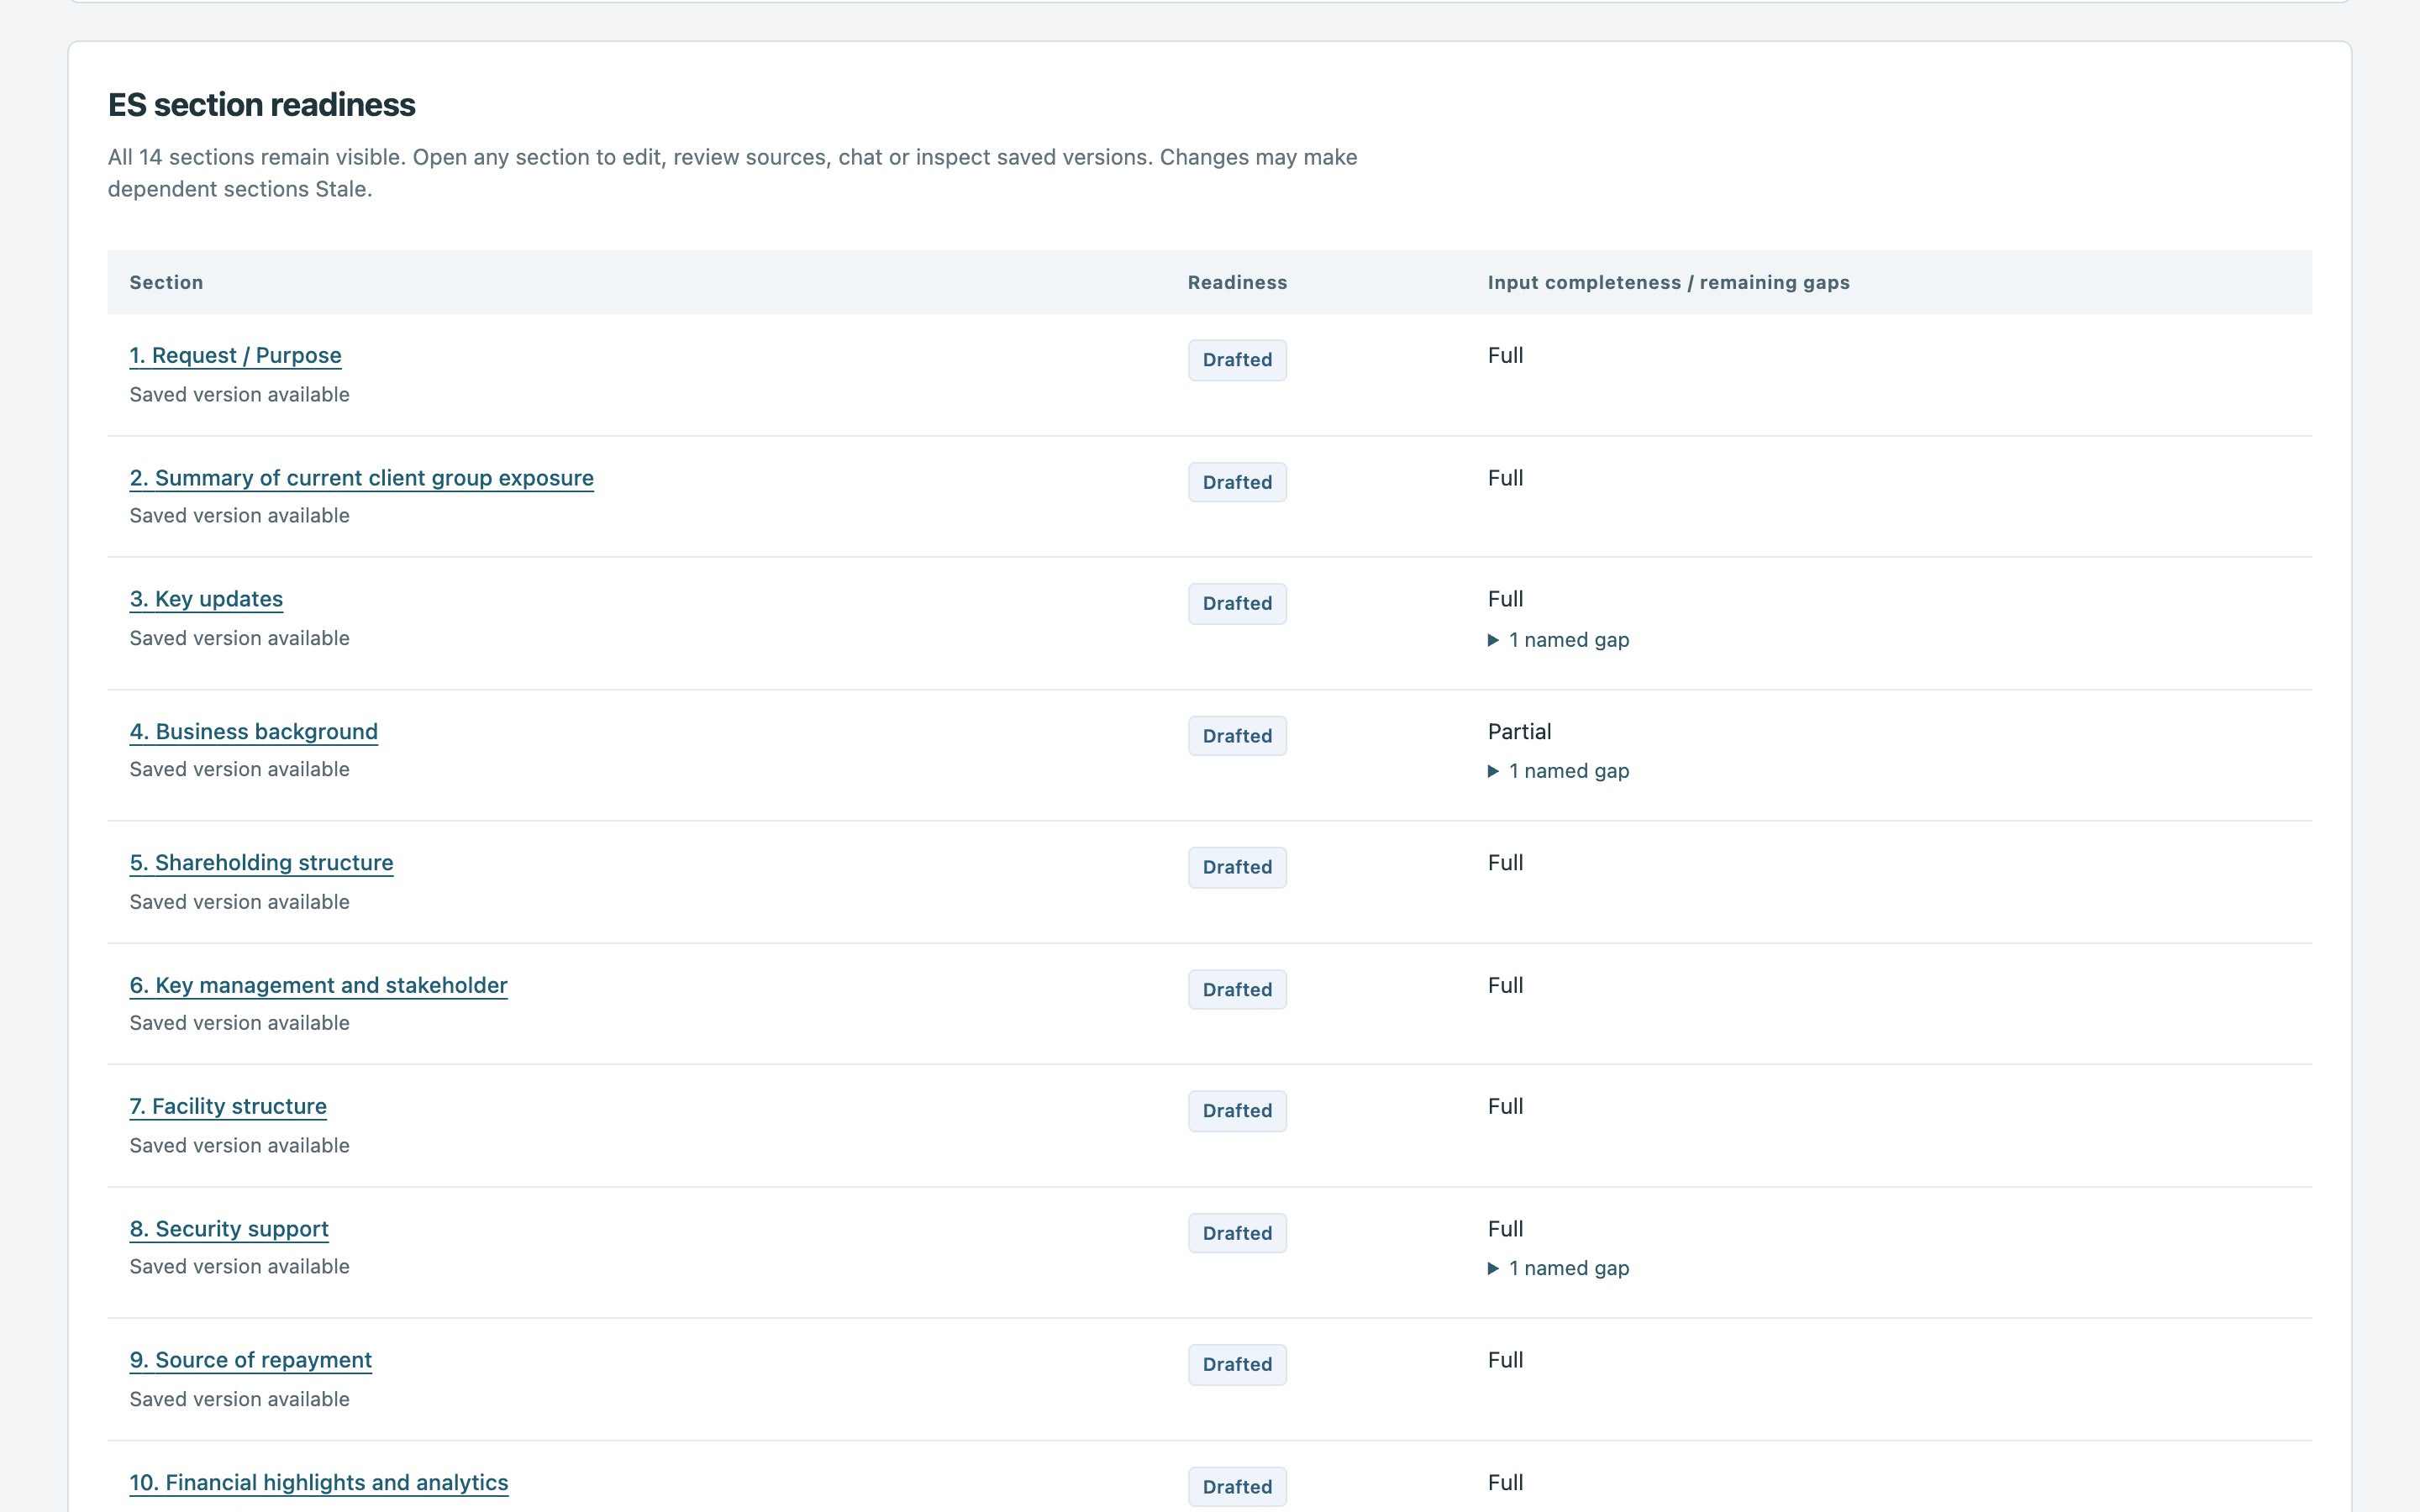 ES section readiness
All 14 sections remain visible. Open any section to edit, review sources, chat or inspect saved versions. Changes may make
dependent sections Stale.
Section Readiness Input completeness / remaining gaps
1. Request / Purpose Drafted Full
Saved version available
2. Summary of current client group exposure Drafted Full
Saved version available
3. Key updates Drafted Full
Saved version available ▶ 1 named gap
4. Business background Drafted Partial
Saved version available ▶ 1 named gap
5. Shareholding structure Drafted Full
Saved version available
6. Key management and stakeholder Drafted Full
Saved version available
7. Facility structure Drafted Full
Saved version available
8. Security support Drafted Full
Saved version available ▶ 1 named gap
9. Source of repayment Drafted Full
Saved version available
10. Financial highlights and analytics Drafted Full